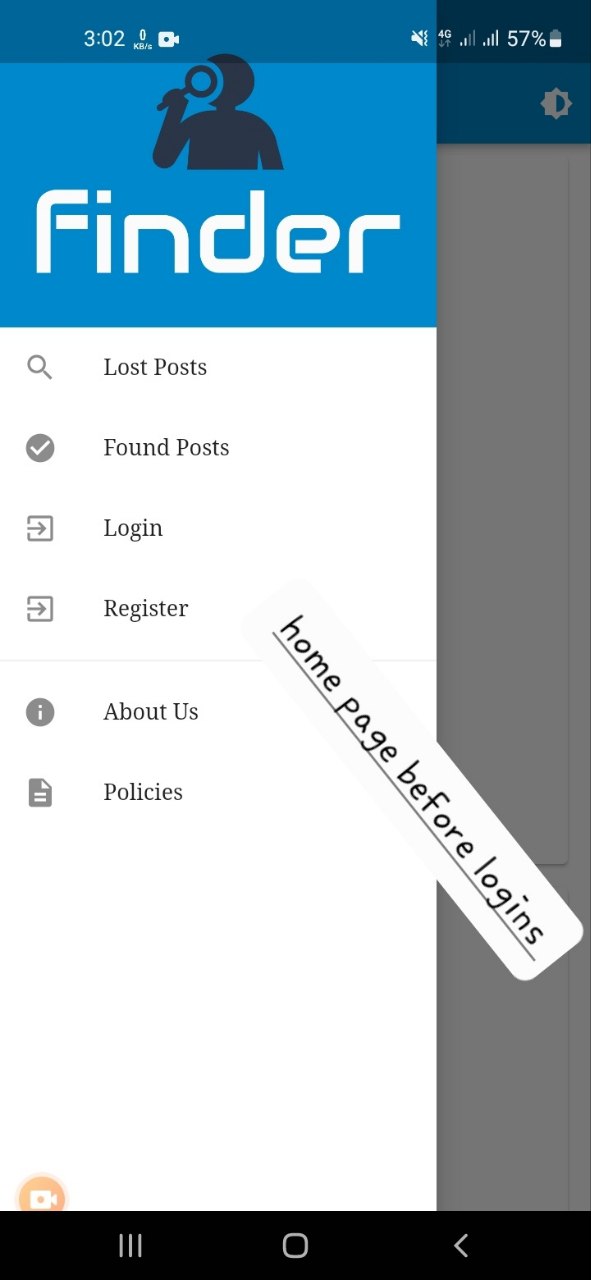 3:02
0
KB/s
4G
57%
Finder
Lost Posts
Found Posts
Login
Register
About Us
Policies
home page before logins